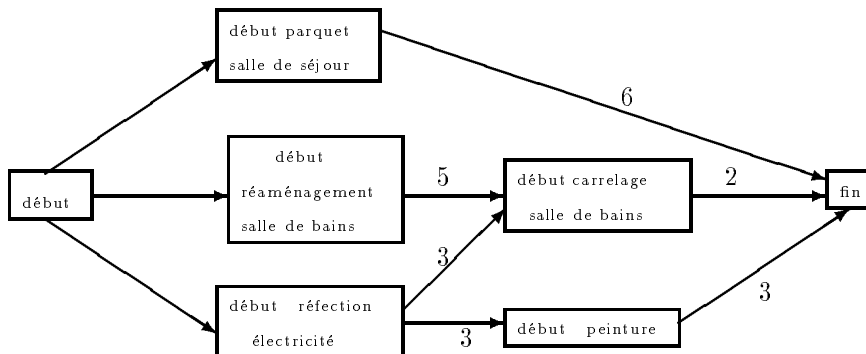 début parquet
salle de séjour
6
début
réaménagement
salle de bains
5
début carrelage
salle de bains
2
début
fin
3
3
début réfection
électricité
3
début peinture